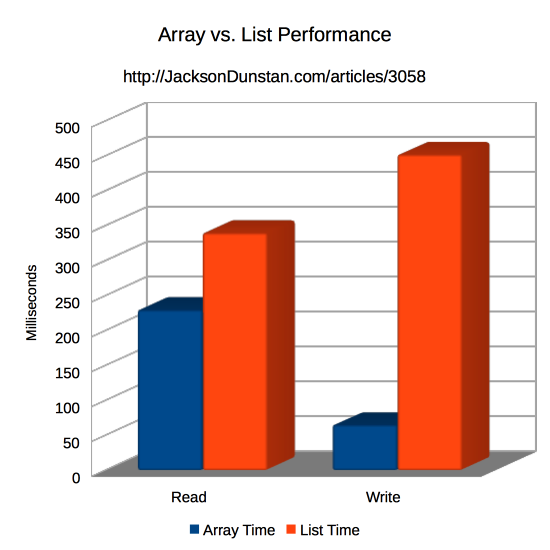 Array vs. List Performance
http://JacksonDunstan.com/articles/3058
500
450
400
350
300
250
200
150
100
50
0
Milliseconds
Read Write
Array Time List Time